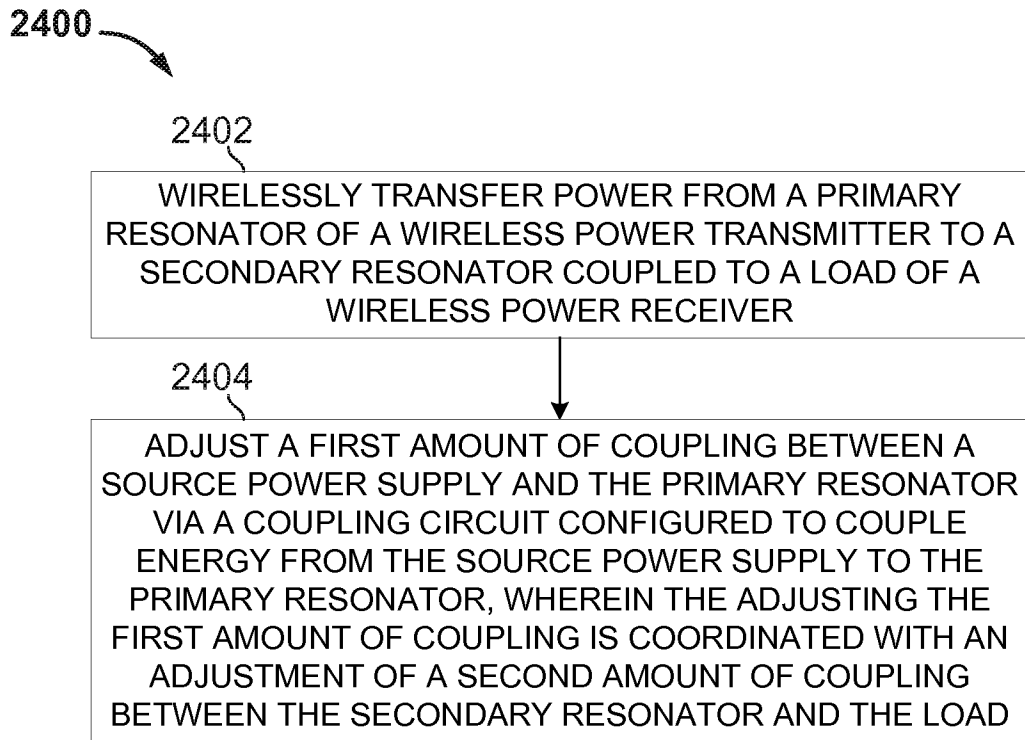 2400
2402
WIRELESSLY TRANSFER POWER FROM A PRIMARY
RESONATOR OF A WIRELESS POWER TRANSMITTER TO A
SECONDARY RESONATOR COUPLED TO A LOAD OF A
WIRELESS POWER RECEIVER
2404
ADJUST A FIRST AMOUNT OF COUPLING BETWEEN A
SOURCE POWER SUPPLY AND THE PRIMARY RESONATOR
VIA A COUPLING CIRCUIT CONFIGURED TO COUPLE
ENERGY FROM THE SOURCE POWER SUPPLY TO THE
PRIMARY RESONATOR, WHEREIN THE ADJUSTING THE
FIRST AMOUNT OF COUPLING IS COORDINATED WITH AN
ADJUSTMENT OF A SECOND AMOUNT OF COUPLING
BETWEEN THE SECONDARY RESONATOR AND THE LOAD